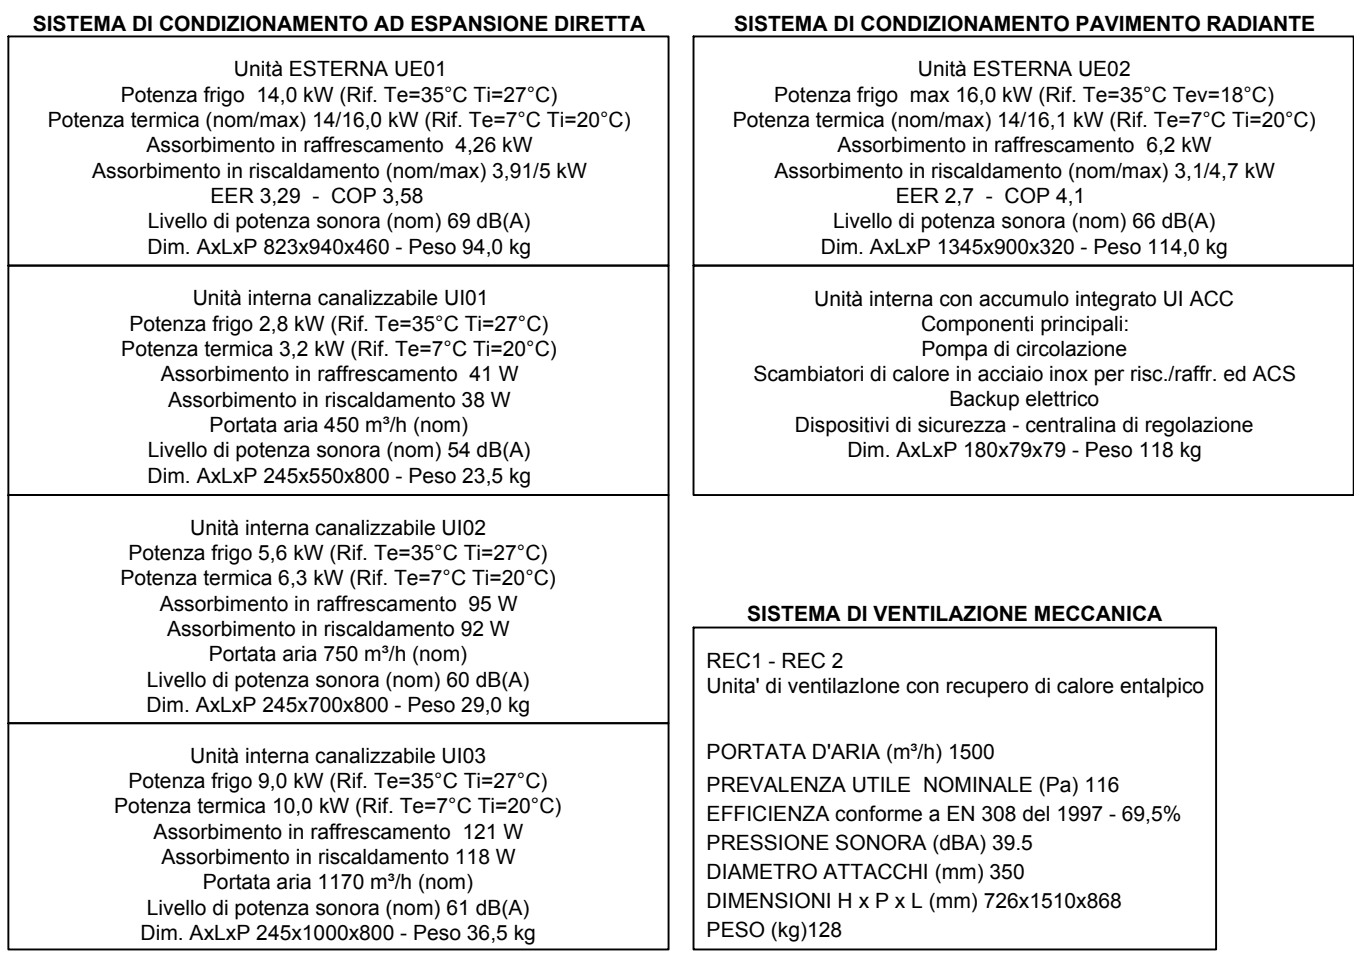 SISTEMA DI CONDIZIONAMENTO AD ESPANSIONE DIRETTA
Unità ESTERNA UE01
Potenza frigo  14,0 kW (Rif. Te=35°C Ti=27°C)
Potenza termica (nom/max) 14/16,0 kW (Rif. Te=7°C Ti=20°C)
Assorbimento in raffrescamento  4,26 kW
Assorbimento in riscaldamento (nom/max) 3,91/5 kW
EER 3,29  -  COP 3,58
Livello di potenza sonora (nom) 69 dB(A)
Dim. AxLxP 823x940x460 - Peso 94,0 kg
Unità interna canalizzabile UI01
Potenza frigo 2,8 kW (Rif. Te=35°C Ti=27°C)
Potenza termica 3,2 kW (Rif. Te=7°C Ti=20°C)
Assorbimento in raffrescamento  41 W
Assorbimento in riscaldamento 38 W
Portata aria 450 m³/h (nom)
Livello di potenza sonora (nom) 54 dB(A)
Dim. AxLxP 245x550x800 - Peso 23,5 kg
Unità interna canalizzabile UI02
Potenza frigo 5,6 kW (Rif. Te=35°C Ti=27°C)
Potenza termica 6,3 kW (Rif. Te=7°C Ti=20°C)
Assorbimento in raffrescamento  95 W
Assorbimento in riscaldamento 92 W
Portata aria 750 m³/h (nom)
Livello di potenza sonora (nom) 60 dB(A)
Dim. AxLxP 245x700x800 - Peso 29,0 kg
Unità interna canalizzabile UI03
Potenza frigo 9,0 kW (Rif. Te=35°C Ti=27°C)
Potenza termica 10,0 kW (Rif. Te=7°C Ti=20°C)
Assorbimento in raffrescamento  121 W
Assorbimento in riscaldamento 118 W
Portata aria 1170 m³/h (nom)
Livello di potenza sonora (nom) 61 dB(A)
Dim. AxLxP 245x1000x800 - Peso 36,5 kg
SISTEMA DI CONDIZIONAMENTO PAVIMENTO RADIANTE
Unità ESTERNA UE02
Potenza frigo  max 16,0 kW (Rif. Te=35°C Tev=18°C)
Potenza termica (nom/max) 14/16,1 kW (Rif. Te=7°C Ti=20°C)
Assorbimento in raffrescamento  6,2 kW
Assorbimento in riscaldamento (nom/max) 3,1/4,7 kW
EER 2,7  -  COP 4,1
Livello di potenza sonora (nom) 66 dB(A)
Dim. AxLxP 1345x900x320 - Peso 114,0 kg
Unità interna con accumulo integrato UI ACC
Componenti principali:
Pompa di circolazione
Scambiatori di calore in acciaio inox per risc./raffr. ed ACS
Backup elettrico
Dispositivi di sicurezza - centralina di regolazione
Dim. AxLxP 180x79x79 - Peso 118 kg
SISTEMA DI VENTILAZIONE MECCANICA
REC1 - REC 2
Unita' di ventilazIone con recupero di calore entalpico
PORTATA D'ARIA (m³/h) 1500
PREVALENZA UTILE  NOMINALE (Pa) 116
EFFICIENZA conforme a EN 308 del 1997 - 69,5%
PRESSIONE SONORA (dBA) 39.5
DIAMETRO ATTACCHI (mm) 350
DIMENSIONI H x P x L (mm) 726x1510x868
PESO (kg)128